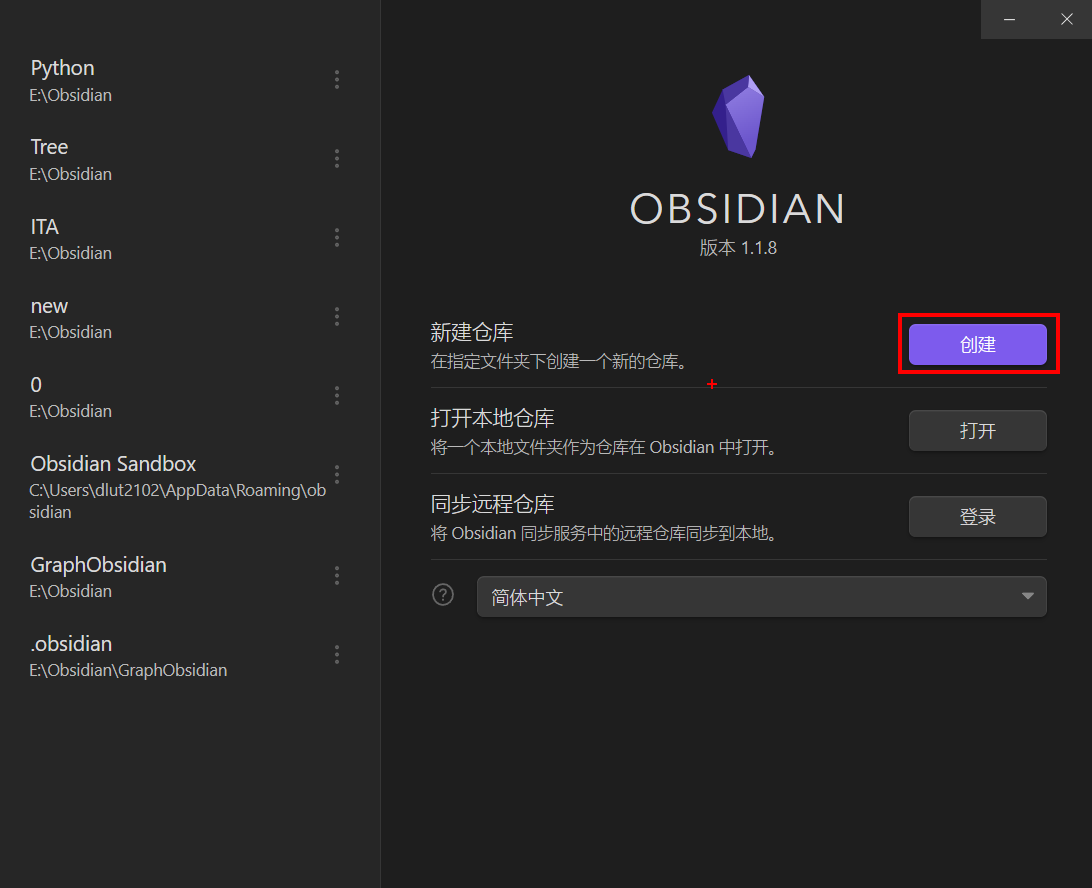 Python
E:\Obsidian
Tree
E:\Obsidian
ITA
E:\Obsidian
new
E:\Obsidian
0
E:\Obsidian
Obsidian Sandbox
C:\Users\dlut2102\AppData\Roaming\ob
sidian
GraphObsidian
E:\Obsidian
.obsidian
E:\Obsidian\GraphObsidian
OBSIDIAN
版本 1.1.8
新建仓库
在指定文件夹下创建一个新的仓库。
创建
打开本地仓库
将一个本地文件夹作为仓库在 Obsidian 中打开。
打开
同步远程仓库
将 Obsidian 同步服务中的远程仓库同步到本地。
登录
简体中文